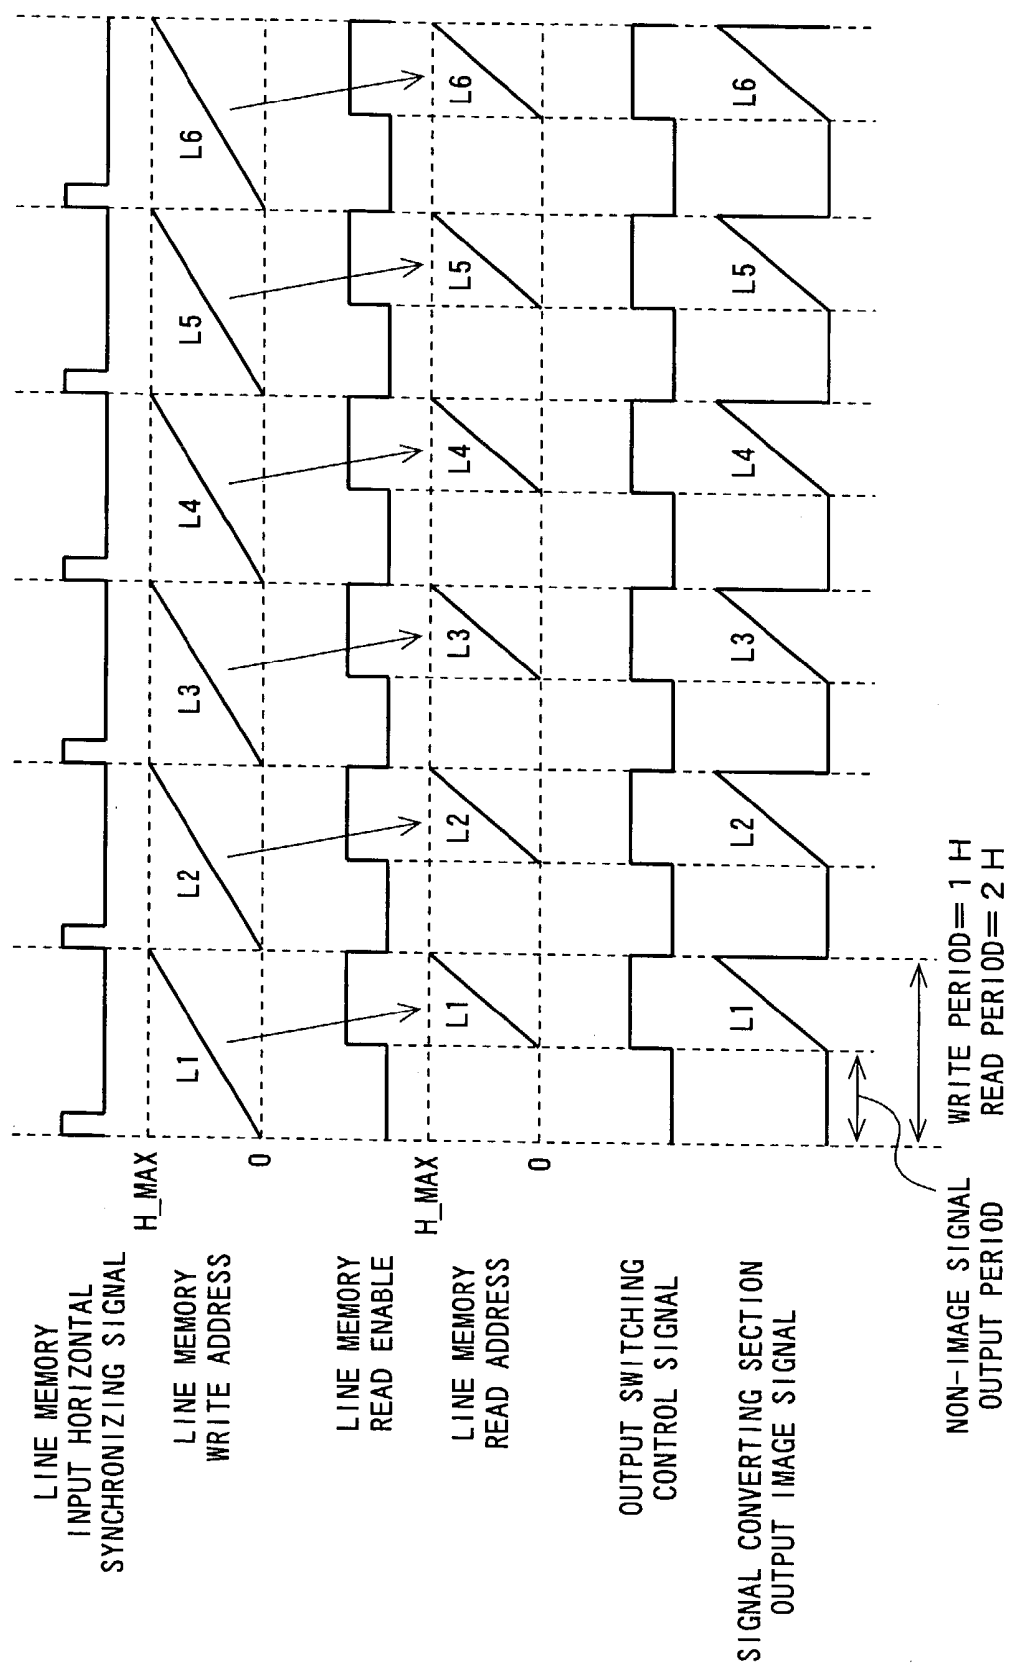 LINE MEMORY
INPUT HORIZONTAL
SYNCHRONIZING SIGNAL
H_MAX
LINE MEMORY
WRITE ADDRESS
0
L1
L2
L3
L4
L5
L6
LINE MEMORY
READ ENABLE
H_MAX
LINE MEMORY
READ ADDRESS
0
L1
L2
L3
L4
L5
L6
OUTPUT SWITCHING
CONTROL SIGNAL
SIGNAL CONVERTING SECTION
OUTPUT IMAGE SIGNAL
L1
L2
L3
L4
L5
L6
NON-IMAGE SIGNAL
OUTPUT PERIOD
WRITE PERIOD=1H
READ PERIOD=2H